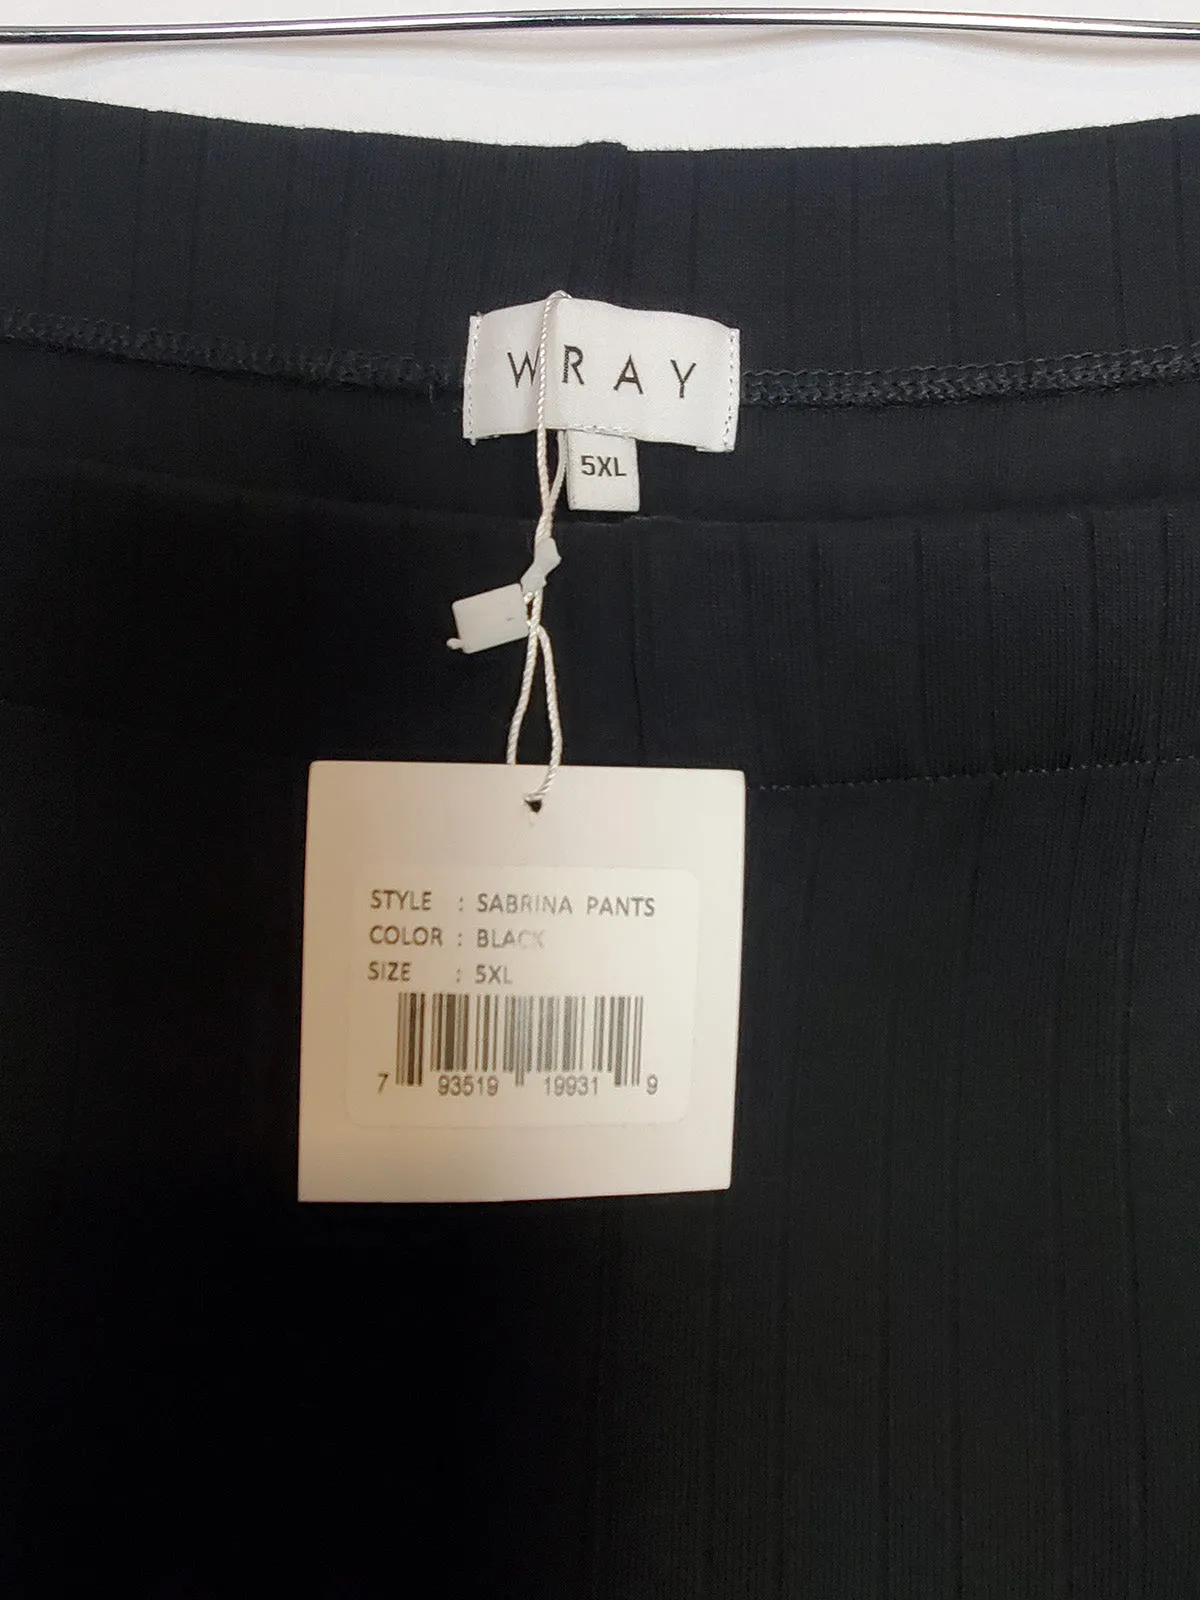 WRAY
5XL
STYLE : SABRINA PANTS
COLOR : BLACK
SIZE : 5XL
7 93519 19931 9